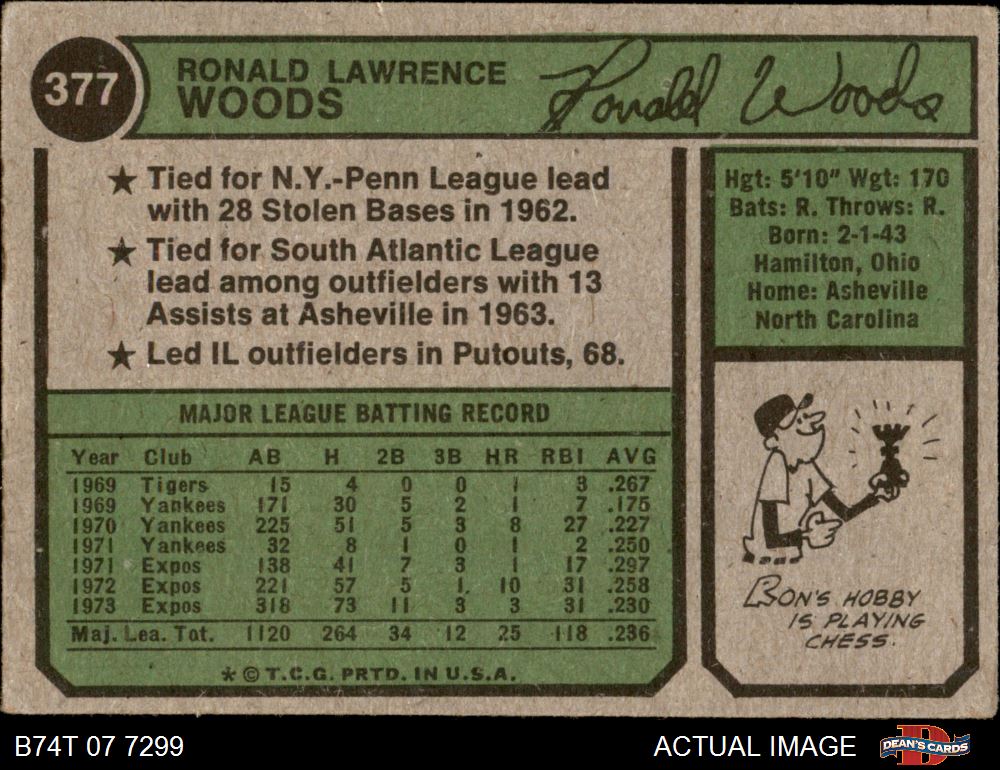 377
RONALD LAWRENCE
WOODS
Ronald Woods
★ Tied for N.Y.-Penn League lead
with 28 Stolen Bases in 1962.
★ Tied for South Atlantic League
lead among outfielders with 13
Assists at Asheville in 1963.
★ Led IL outfielders in Putouts, 68.
Hgt: 5'10" Wgt: 170
Bats: R. Throws: R.
Born: 2-1-43
Hamilton, Ohio
Home: Asheville
North Carolina
MAJOR LEAGUE BATTING RECORD
Year Club AB H 2B 3B HR RBI AVG
1969 Tigers 15 4 0 0 1 3 .267
1969 Yankees 171 30 5 2 1 7 .175
1970 Yankees 225 51 5 3 8 27 .227
1971 Yankees 32 8 1 0 1 2 .250
1971 Expos 138 41 7 3 1 17 .297
1972 Expos 221 57 5 1 10 31 .258
1973 Expos 318 73 11 3 3 31 .230
Maj. Lea. Tot. 1120 264 34 12 25 118 .236
* © T.C.G. PRTD. IN U.S.A.
RON'S HOBBY
IS PLAYING
CHESS.
B74T 07 7299
ACTUAL IMAGE
DEAN'S CARDS